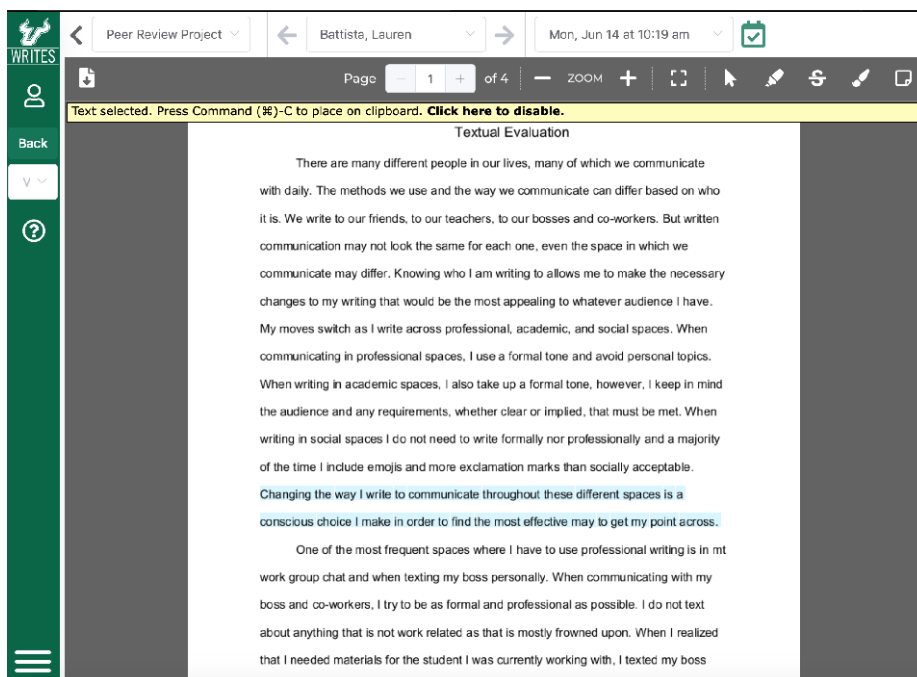 WRITES
Peer Review Project
Battista, Lauren
Mon, Jun 14 at 10:19 am
Page - 1 + of 4 ZOOM
Back
V
Text selected. Press Command (⌘)-C to place on clipboard. Click here to disable.
Textual Evaluation
There are many different people in our lives, many of which we communicate
with daily. The methods we use and the way we communicate can differ based on who
it is. We write to our friends, to our teachers, to our bosses and co-workers. But written
communication may not look the same for each one, even the space in which we
communicate may differ. Knowing who I am writing to allows me to make the necessary
changes to my writing that would be the most appealing to whatever audience I have.
My moves switch as I write across professional, academic, and social spaces. When
communicating in professional spaces, I use a formal tone and avoid personal topics.
When writing in academic spaces, I also take up a formal tone, however, I keep in mind
the audience and any requirements, whether clear or implied, that must be met. When
writing in social spaces I do not need to write formally nor professionally and a majority
of the time I include emojis and more exclamation marks than socially acceptable.
Changing the way I write to communicate throughout these different spaces is a
conscious choice I make in order to find the most effective may to get my point across.
One of the most frequent spaces where I have to use professional writing is in mt
work group chat and when texting my boss personally. When communicating with my
boss and co-workers, I try to be as formal and professional as possible. I do not text
about anything that is not work related as that is mostly frowned upon. When I realized
that I needed materials for the student I was currently working with, I texted my boss